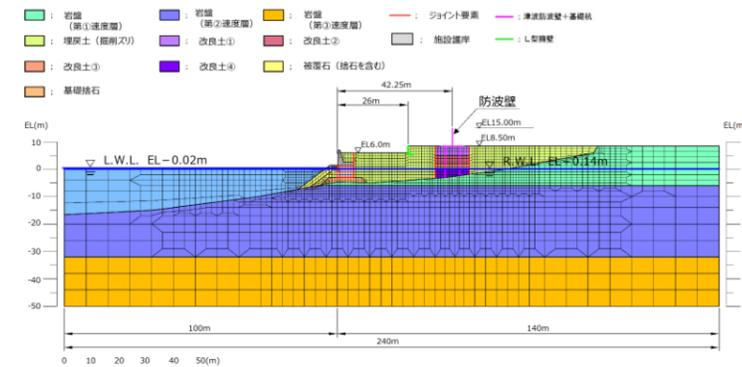 : 岩盤 (第①速度層)
: 岩盤 (第②速度層)
: 岩盤 (第③速度層)
: ジョイント要素
: 津波防波壁+基礎杭
: 埋戻土(掘削ズリ)
: 改良土①
: 改良土②
: 施設護岸
: L型擁壁
: 改良土③
: 改良土④
: 被覆石(捨石を含む)
: 基礎捨石
42.25m
26m
防波壁
EL(m)
EL15.00m
EL8.50m
EL6.0m
L.W.L. EL-0.02m
R.W.L. EL+0.14m
10
0
-10
-20
-30
-40
-50
100m
140m
240m
0 10 20 30 40 50(m)